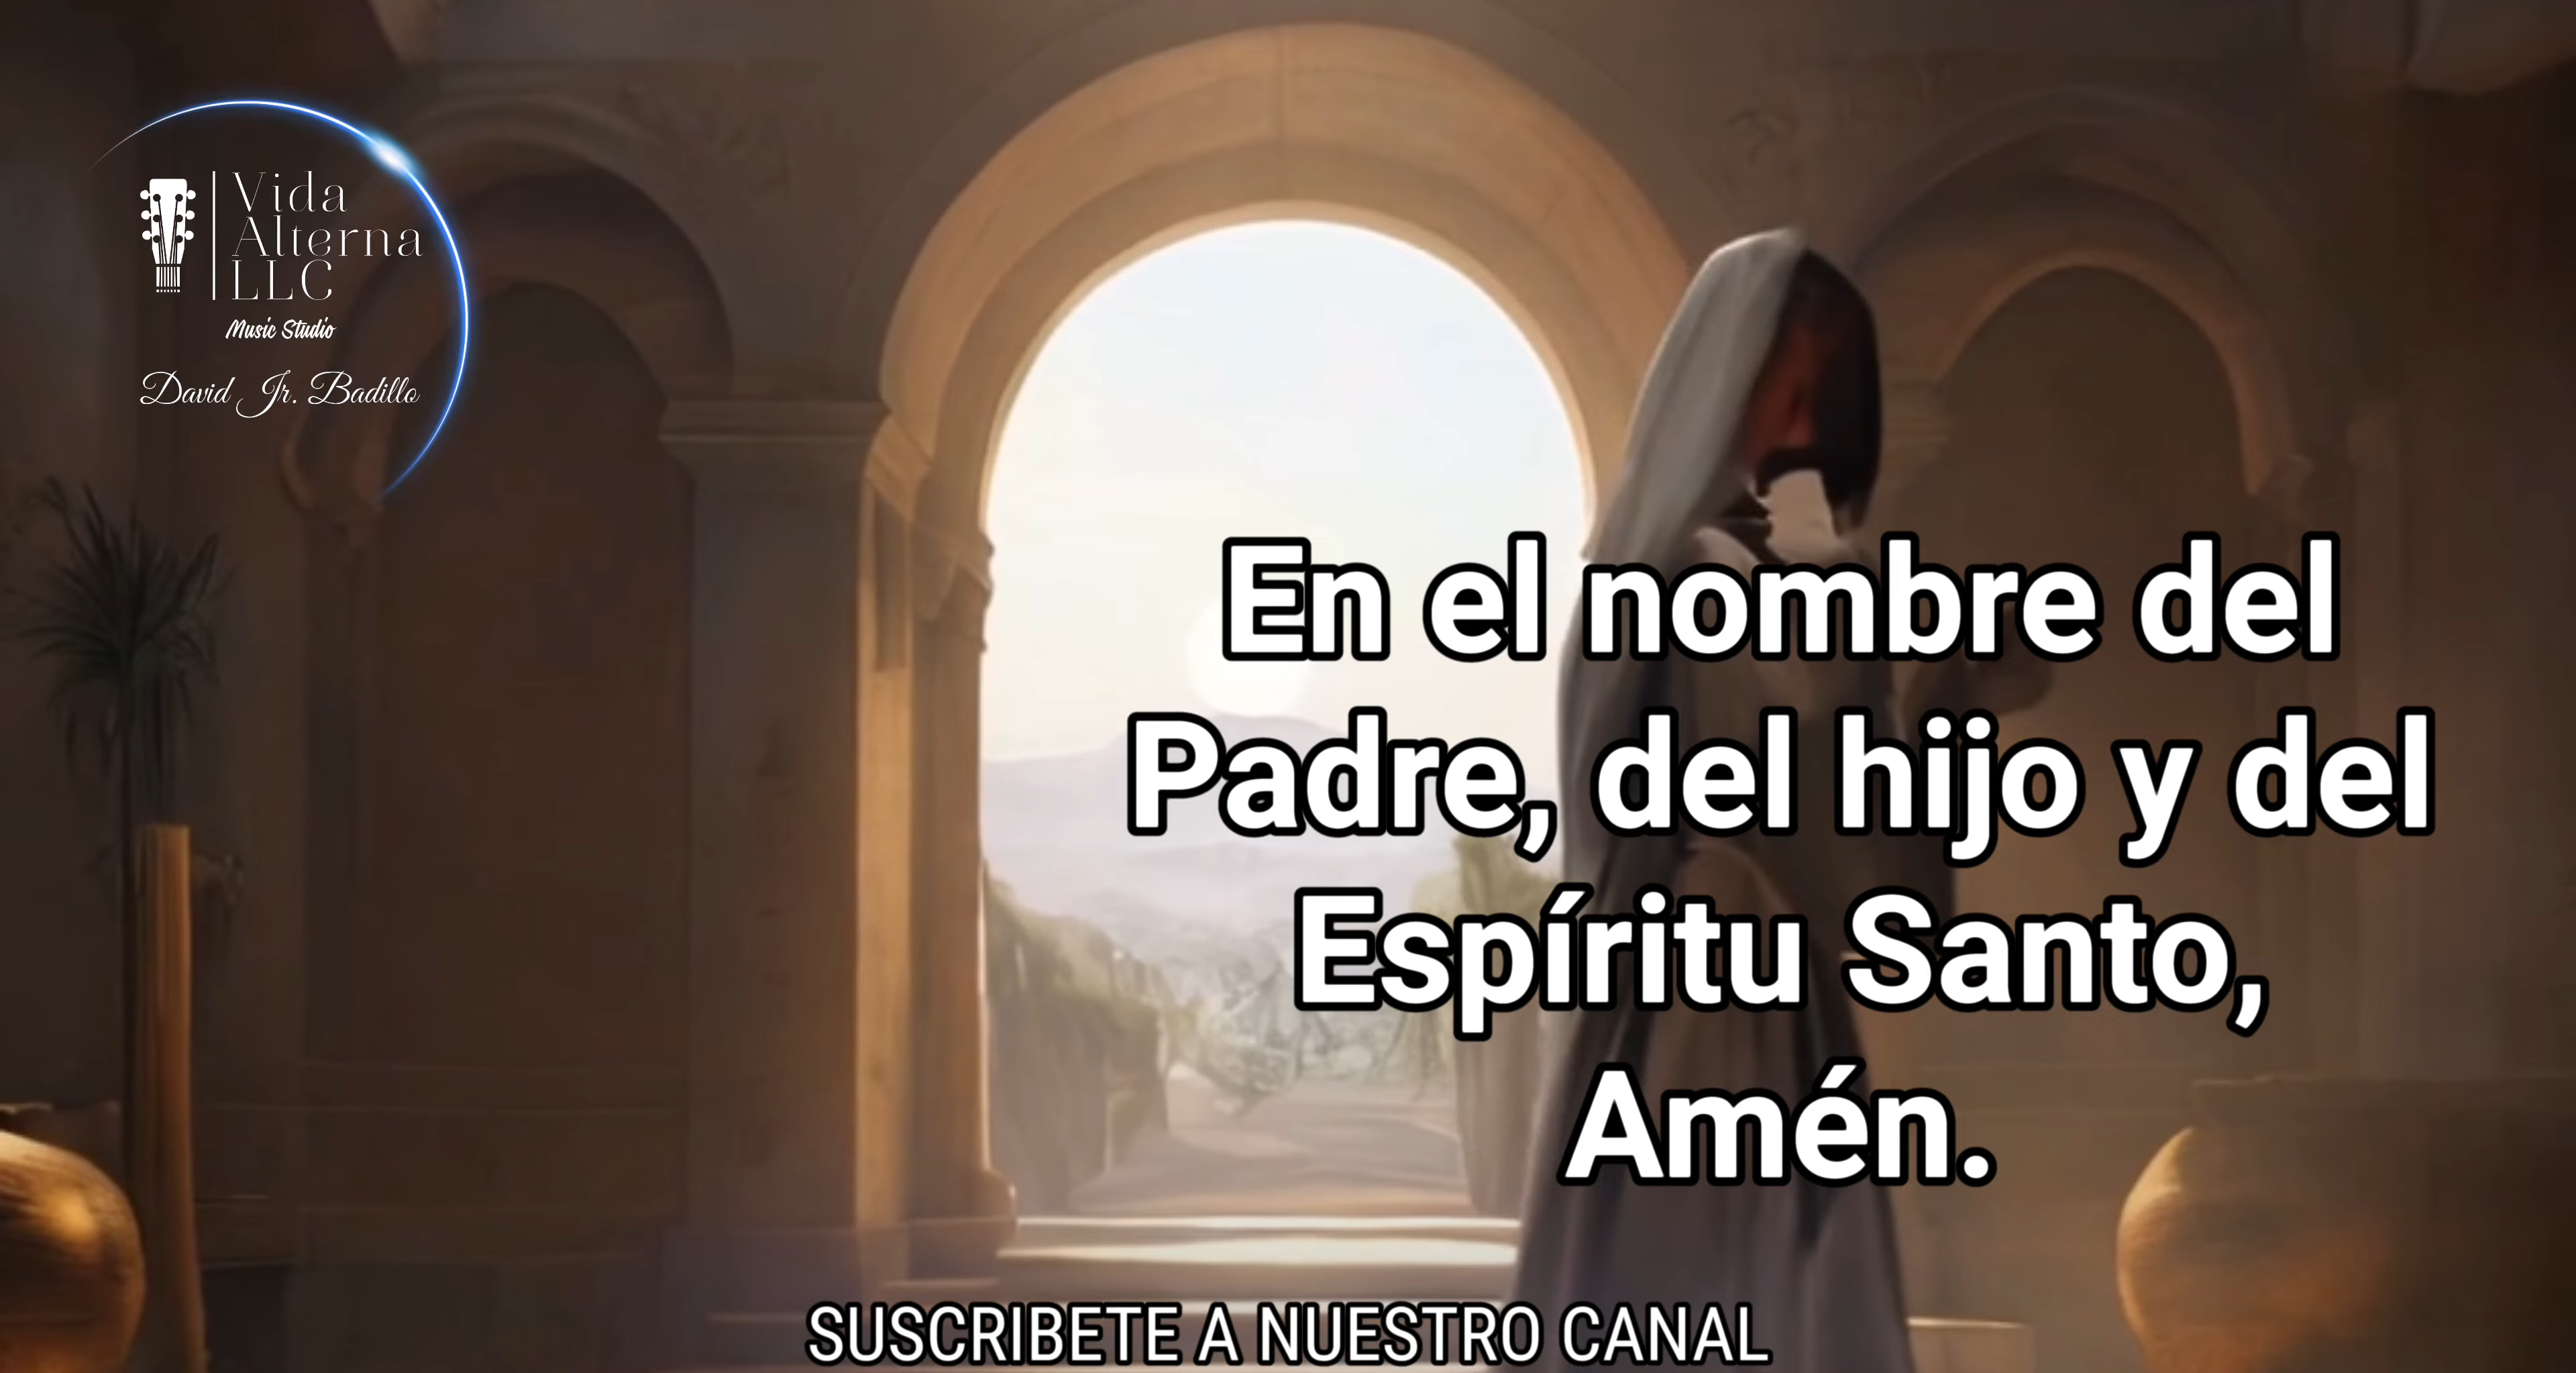 Vida
Alterna
LLC
Music Studio
David Jr. Badillo
En el nombre del
Padre, del hijo y del
Espíritu Santo,
Amén.
SUSCRIBETE A NUESTRO CANAL